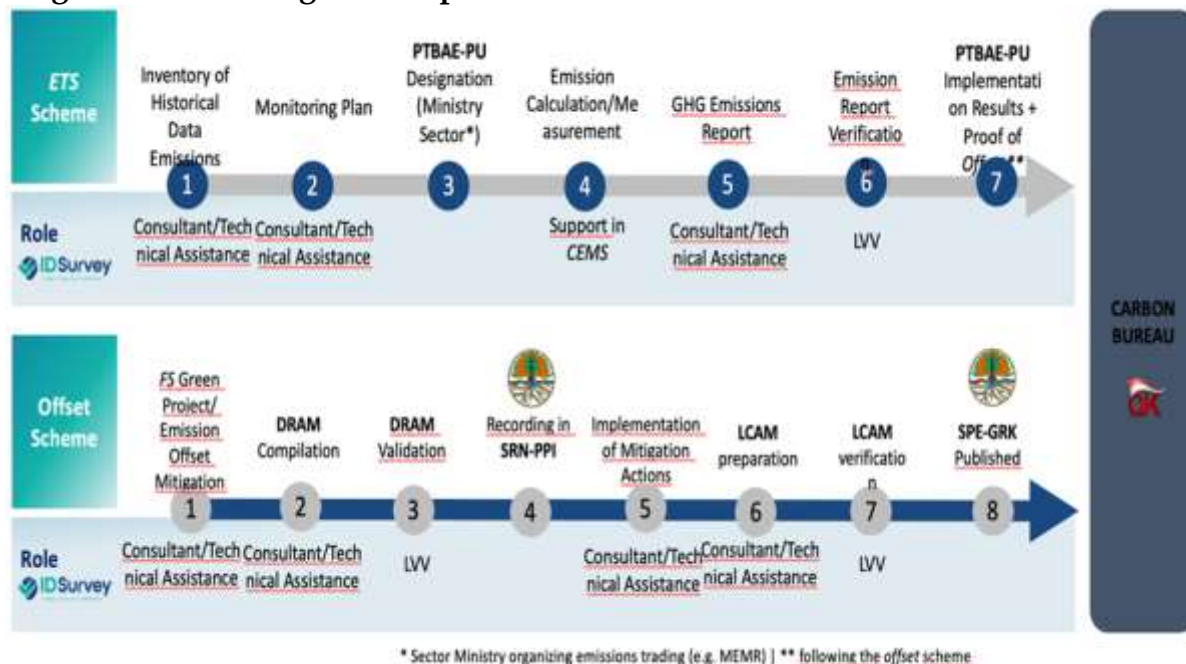 ETS
Scheme
Inventory of
Historical
Data
Emissions
Monitoring Plan
PTBAE-PU
Designation
(Ministry
Sector*)
Emission
Calculation/Me
asurement
GHG Emissions
Report
Emission
Report
Verificatio
n
PTBAE-PU
Implementati
on Results +
Proof of
Offset**
1
2
3
4
5
6
7
Role
IDSurvey
Consultant/Tech
nical Assistance
Consultant/Tech
nical Assistance
Support in
CEMS
Consultant/Tech
nical Assistance
LVV
Offset
Scheme
FS Green
Project/
Emission
Offset
Mitigation
DRAM
Compilation
DRAM
Validation
Recording in
SRN-PPI
Implementation
of Mitigation
Actions
LCAM
preparation
LCAM
verificatio
n
SPE-GRK
Published
1
2
3
4
5
6
7
8
Role
IDSurvey
Consultant/Tech
nical Assistance
Consultant/Tech
nical Assistance
LVV
Consultant/Tech
nical Assistance
Consultant/Tech
nical Assistance
LVV
CARBON
BUREAU
* Sector Ministry organizing emissions trading (e.g. MEMR) | ** following the offset scheme